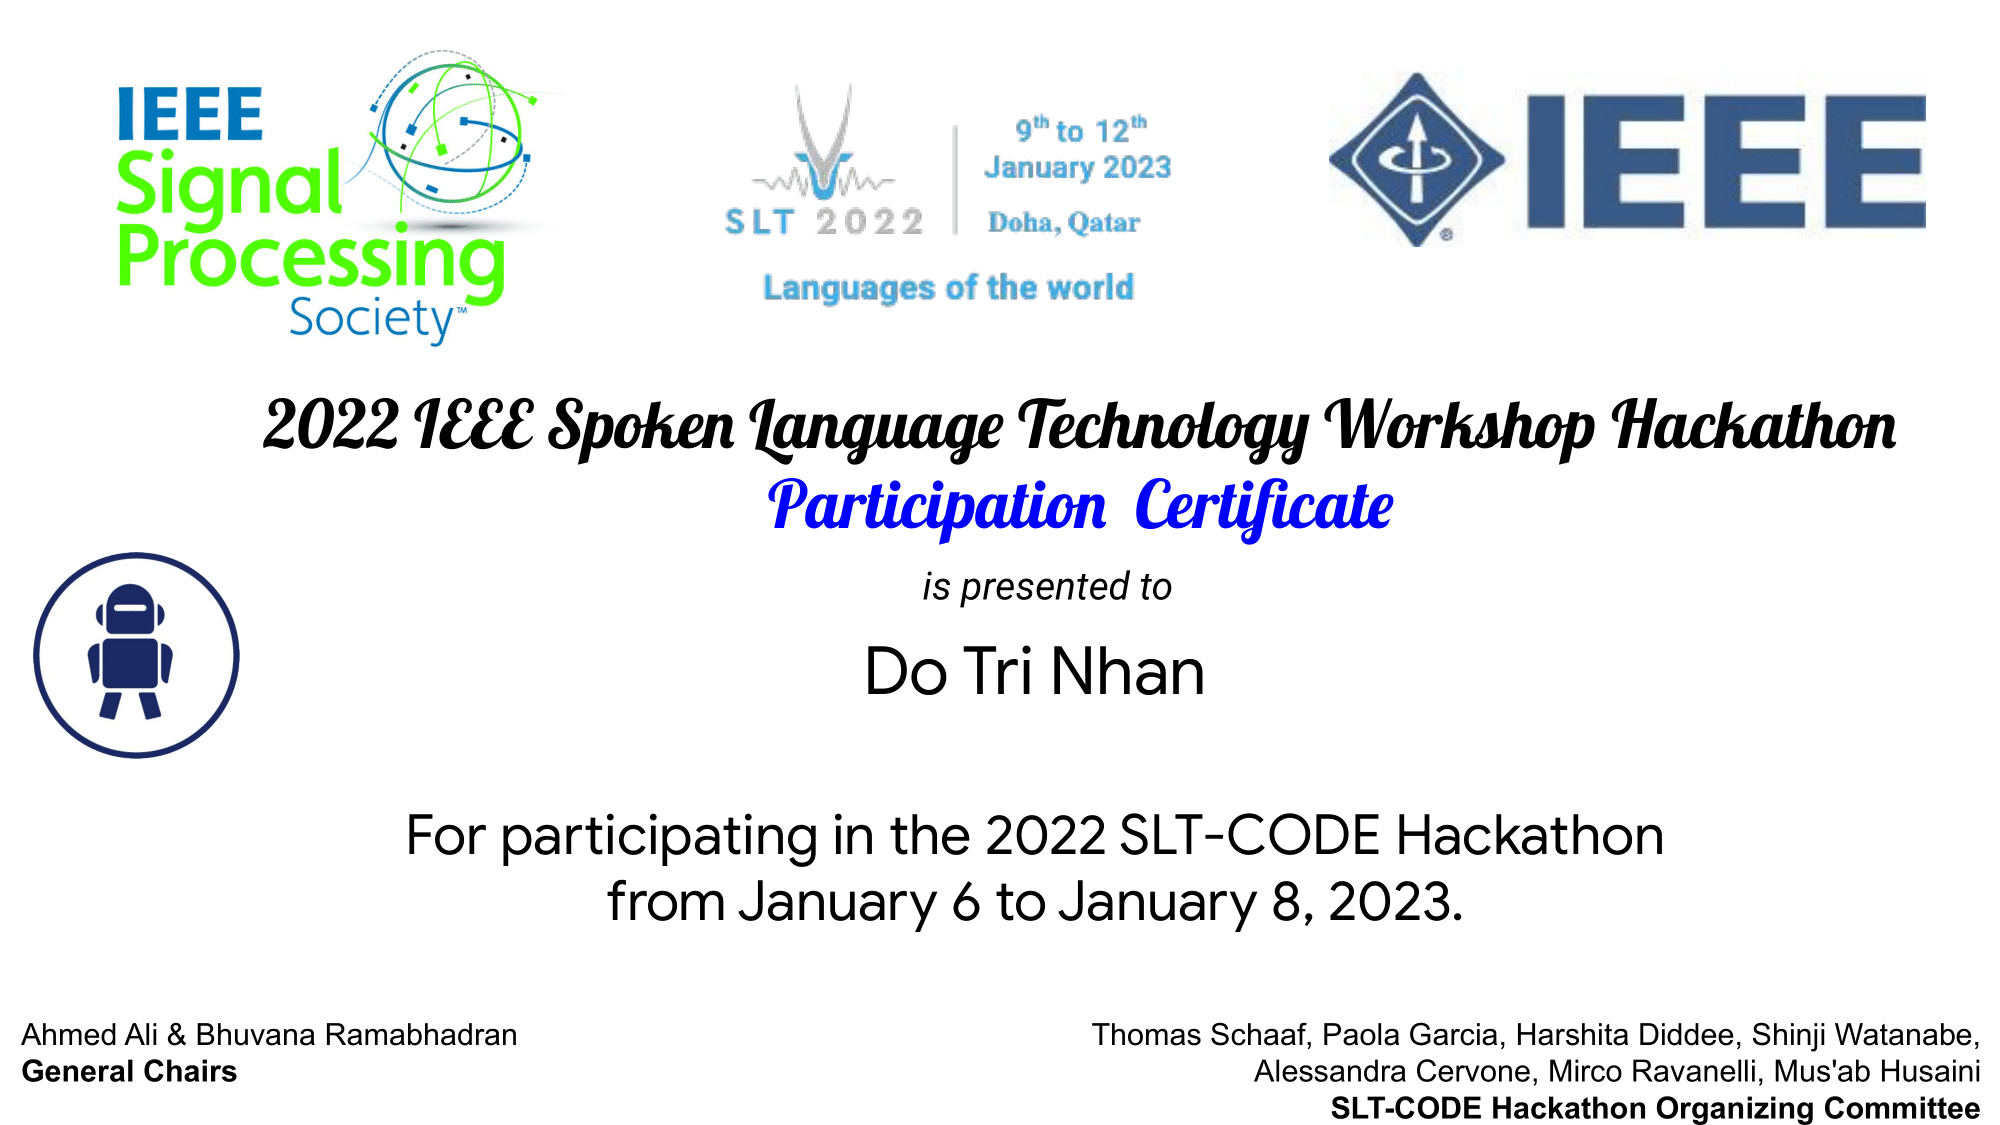 IEEE
Signal
Processing
Society™
SLT 2022
9th to 12th
January 2023
Doha, Qatar
Languages of the world
IEEE
®
2022 IEEE Spoken Language Technology Workshop Hackathon
Participation Certificate
is presented to
Do Tri Nhan
For participating in the 2022 SLT-CODE Hackathon
from January 6 to January 8, 2023.
Ahmed Ali & Bhuvana Ramabhadran
General Chairs
Thomas Schaaf, Paola Garcia, Harshita Diddee, Shinji Watanabe,
Alessandra Cervone, Mirco Ravanelli, Mus'ab Husaini
SLT-CODE Hackathon Organizing Committee